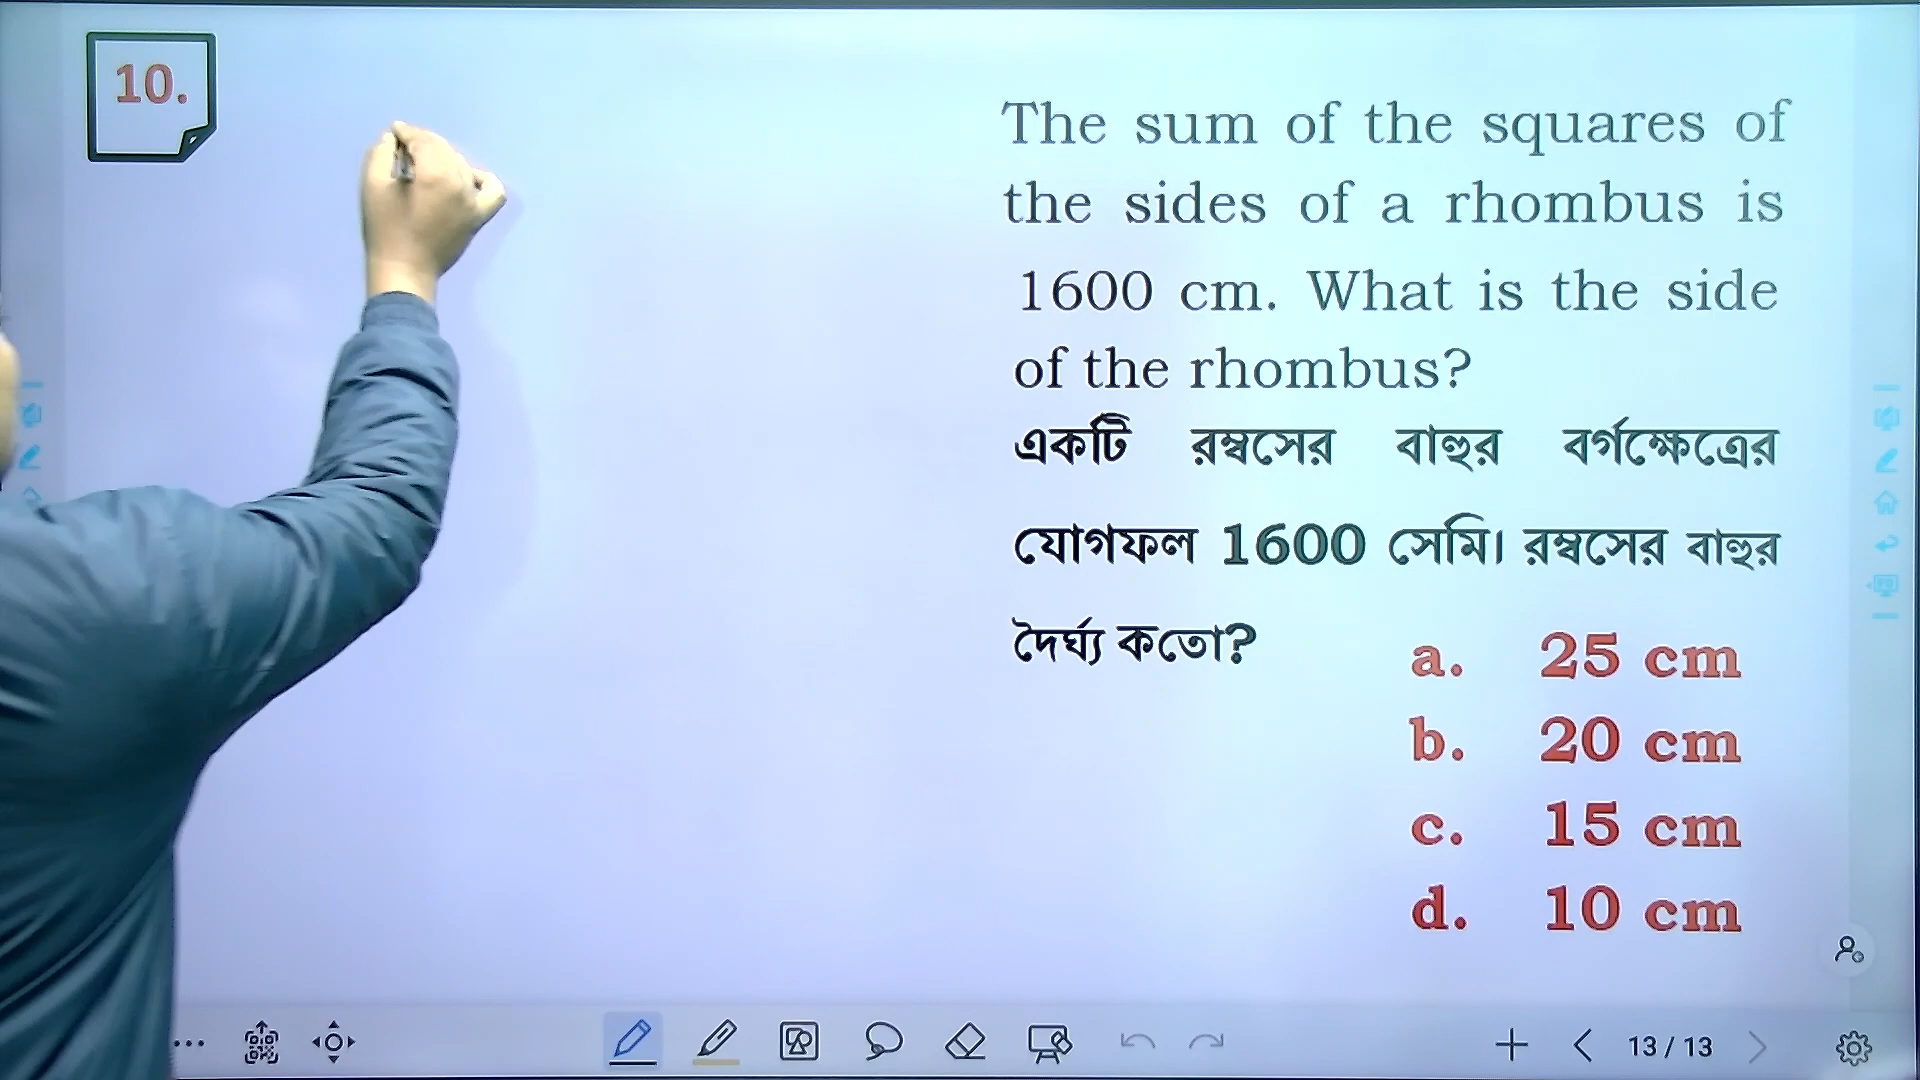 10.
The sum of the squares of
the sides of a rhombus is
1600 cm. What is the side
of the rhombus?
একটি রম্বসের বাহুর বর্গক্ষেত্রের
যোগফল 1600 সেমি। রম্বসের বাহুর
দৈর্ঘ্য কতো?
a. 25 cm
b. 20 cm
c. 15 cm
d. 10 cm
13 / 13